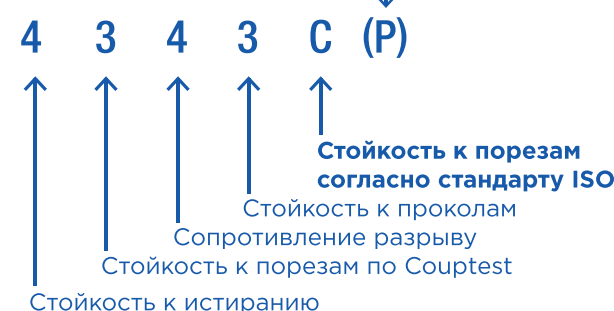 4 3 4 3 C (P)
Стойкость к порезам
согласно стандарту ISO
Стойкость к проколам
Сопротивление разрыву
Стойкость к порезам по Couptest
Стойкость к истиранию